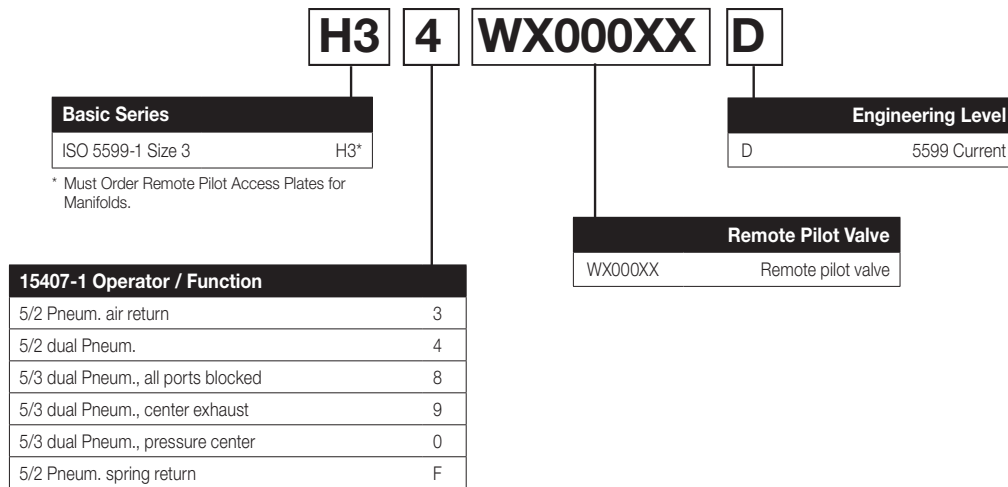 H3 4 WX000XX D
Basic Series
ISO 5599-1 Size 3 H3*
* Must Order Remote Pilot Access Plates for
Manifolds.
Engineering Level
D 5599 Current
Remote Pilot Valve
WX000XX Remote pilot valve
15407-1 Operator / Function
5/2 Pneum. air return 3
5/2 dual Pneum. 4
5/3 dual Pneum., all ports blocked 8
5/3 dual Pneum., center exhaust 9
5/3 dual Pneum., pressure center 0
5/2 Pneum. spring return F